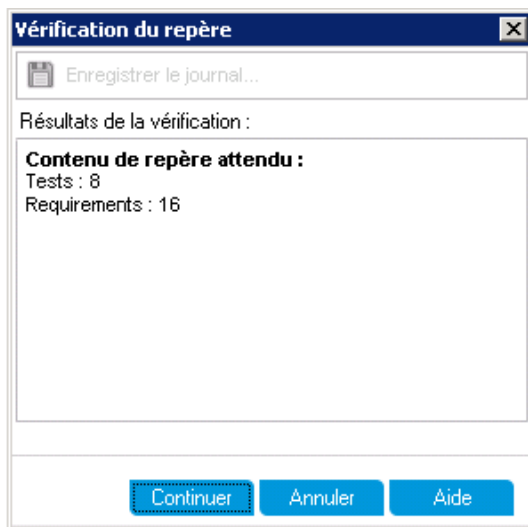 Vérification du repère
Enregistrer le journal...
Résultats de la vérification :
Contenu de repère attendu :
Tests : 8
Requirements : 16
Continuer Annuler Aide